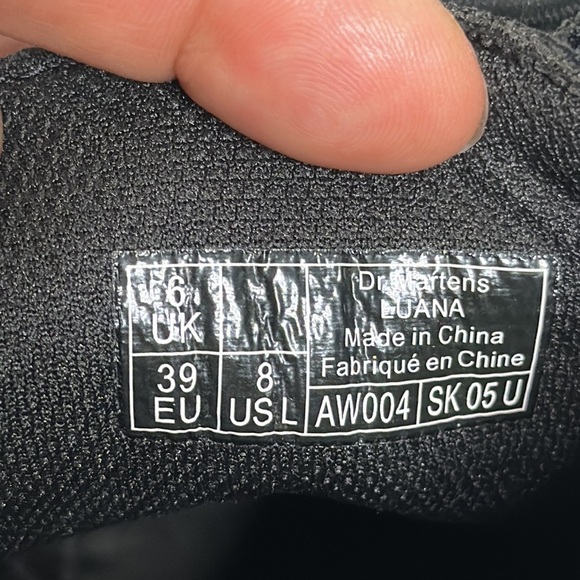 6
UK
39
EU
8
US L
Dr. Martens
LUANA
Made in China
Fabriqué en Chine
AW004
SK 05 U